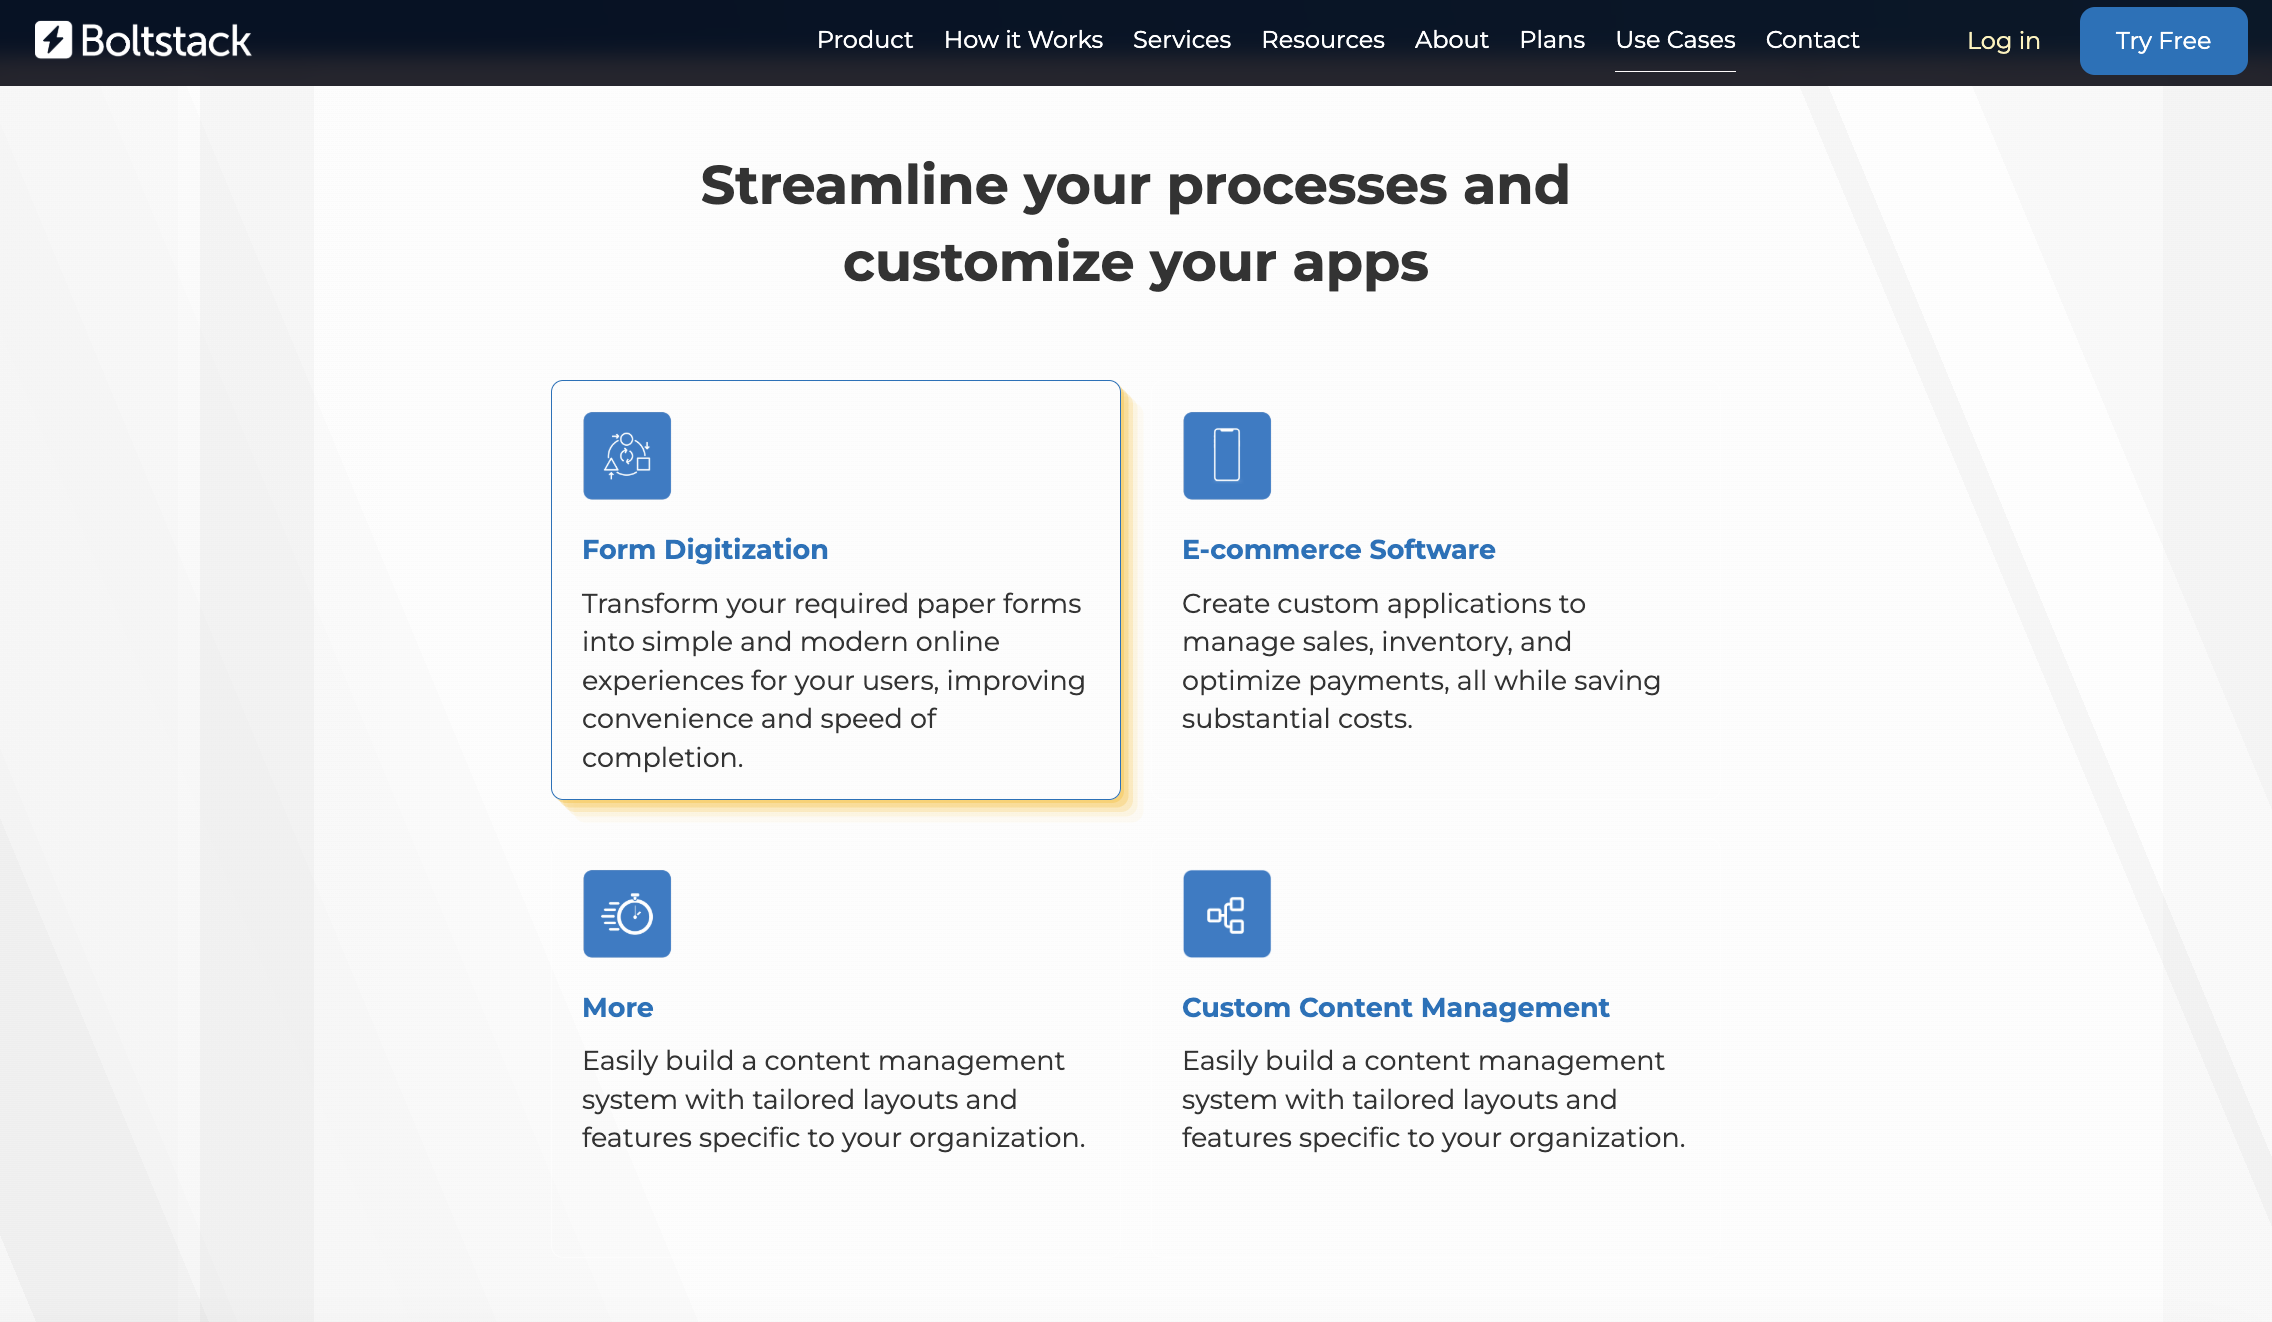 Boltstack
Product How it Works Services Resources About Plans Use Cases Contact Log in Try Free
Streamline your processes and
customize your apps
Form Digitization
Transform your required paper forms
into simple and modern online
experiences for your users, improving
convenience and speed of
completion.
E-commerce Software
Create custom applications to
manage sales, inventory, and
optimize payments, all while saving
substantial costs.
More
Easily build a content management
system with tailored layouts and
features specific to your organization.
Custom Content Management
Easily build a content management
system with tailored layouts and
features specific to your organization.